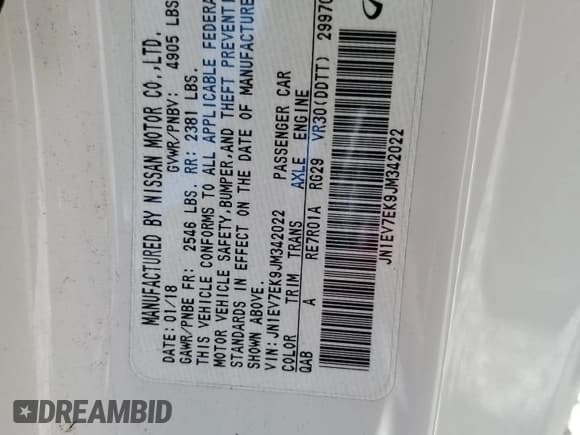 MANUFACTURED BY NISSAN MOTOR CO.,LTD.
DATE: 01/18 GVWR/PNBV: 4905 LBS
GAWR/PNBE FR: 2546 LBS. RR: 2381 LBS.
THIS VEHICLE CONFORMS TO ALL APPLICABLE FEDERA
MOTOR VEHICLE SAFETY,BUMPER,AND THEFT PREVENT
STANDARDS IN EFFECT ON THE DATE OF MANUFACTURE
SHOWN ABOVE.
VIN: JN1EV7EK9JM342022 PASSENGER CAR
COLOR TRIM TRANS AXLE ENGINE
QAB A RE7R01A RG29 VR30(DDTT) 2997C
JN1EV7EK9JM342022
DREAMBID